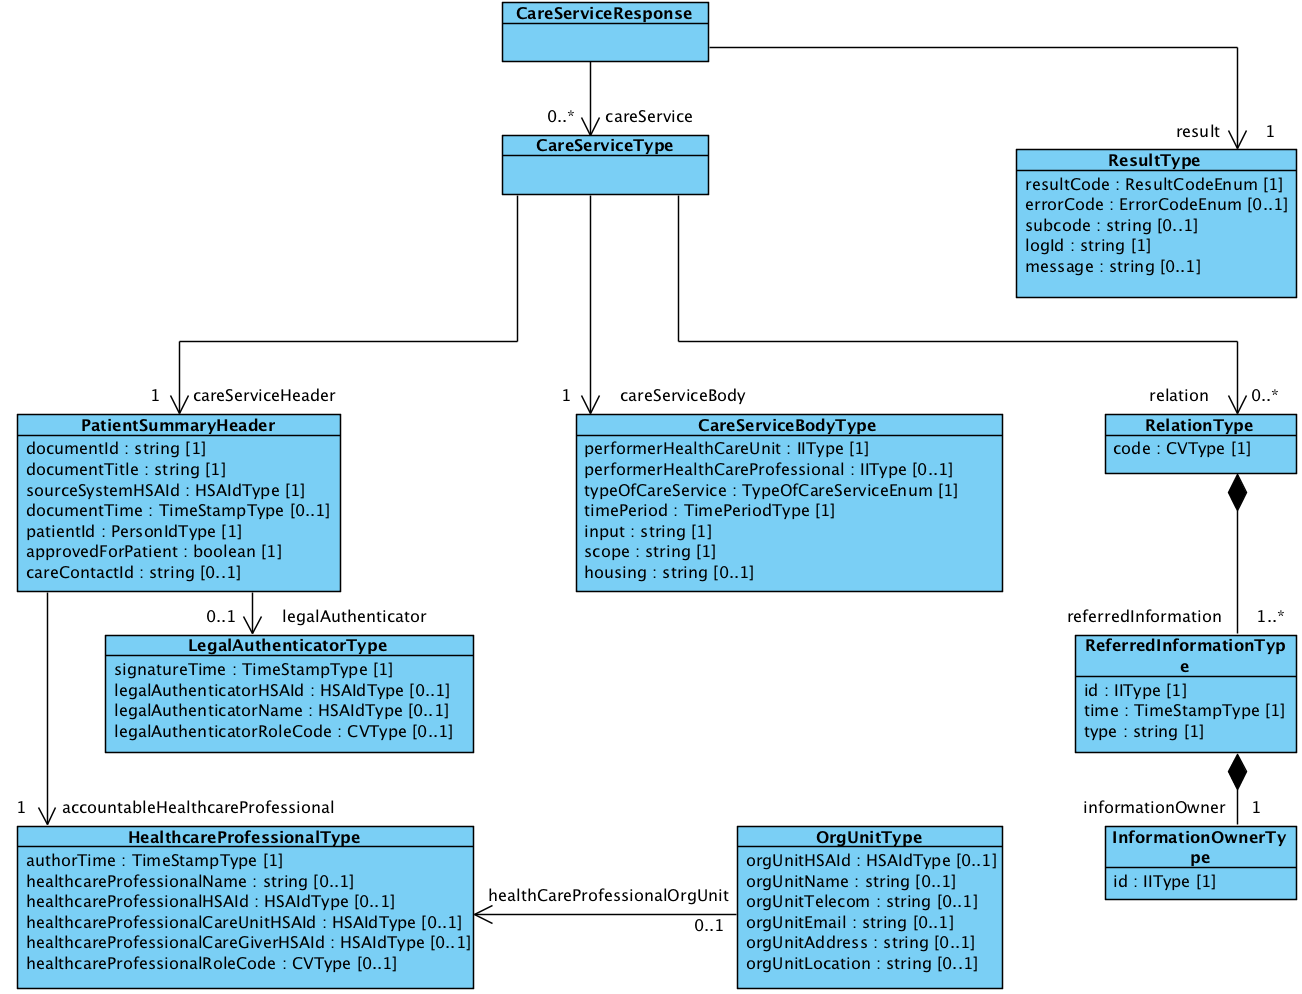 CareServiceResponse
0..* careService
result 1
CareServiceType
ResultType
resultCode : ResultCodeEnum [1]
errorCode : ErrorCodeEnum [0..1]
subcode : string [0..1]
logId : string [1]
message : string [0..1]
1 careServiceHeader
1 careServiceBody
relation 0..*
PatientSummaryHeader
documentId : string [1]
documentTitle : string [1]
sourceSystemHSAId : HSAIdType [1]
documentTime : TimeStampType [0..1]
patientId : PersonIdType [1]
approvedForPatient : boolean [1]
careContactId : string [0..1]
CareServiceBodyType
performerHealthCareUnit : IIType [1]
performerHealthCareProfessional : IIType [0..1]
typeOfCareService : TypeOfCareServiceEnum [1]
timePeriod : TimePeriodType [1]
input : string [1]
scope : string [1]
housing : string [0..1]
RelationType
code : CVType [1]
0..1 legalAuthenticator
referredInformation 1..*
LegalAuthenticatorType
signatureTime : TimeStampType [1]
legalAuthenticatorHSAId : HSAIdType [0..1]
legalAuthenticatorName : HSAIdType [0..1]
legalAuthenticatorRoleCode : CVType [0..1]
ReferredInformationTyp
e
id : IIType [1]
time : TimeStampType [1]
type : string [1]
1 accountableHealthcareProfessional
informationOwner 1
HealthcareProfessionalType
authorTime : TimeStampType [1]
healthcareProfessionalName : string [0..1]
healthcareProfessionalHSAId : HSAIdType [0..1]
healthcareProfessionalCareUnitHSAId : HSAIdType [0..1]
healthcareProfessionalCareGiverHSAId : HSAIdType [0..1]
healthcareProfessionalRoleCode : CVType [0..1]
healthCareProfessionalOrgUnit
0..1
OrgUnitType
orgUnitHSAId : HSAIdType [0..1]
orgUnitName : string [0..1]
orgUnitTelecom : string [0..1]
orgUnitEmail : string [0..1]
orgUnitAddress : string [0..1]
orgUnitLocation : string [0..1]
InformationOwnerTy
pe
id : IIType [1]